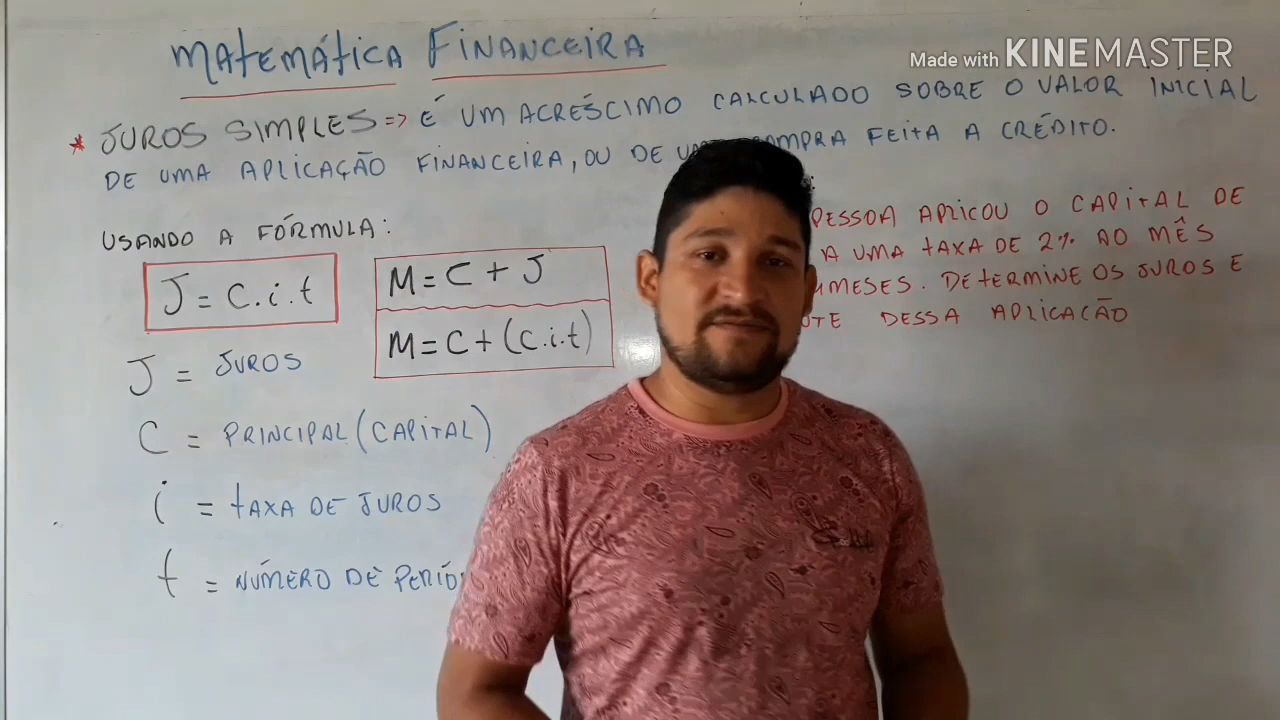 MATEMÁTICA FINANCEIRA
Made with KINEMASTER
* JUROS SIMPLES => É UM ACRÉSCIMO CALCULADO SOBRE O VALOR INICIAL
DE UMA APLICAÇÃO FINANCEIRA, OU DE COMPRA FEITA A CRÉDITO.
USANDO A FÓRMULA:
J = C.i.t
M = C + J
M = C + (C.i.t)
J = JUROS
C = PRINCIPAL (CAPITAL)
i = TAXA DE JUROS
t = NÚMERO DE
PESSOA APLICOU O CAPITAL DE
A UMA TAXA DE 2% AO MÊS
MESES. DETERMINE OS JUROS E
DESSA APLICAÇÃO